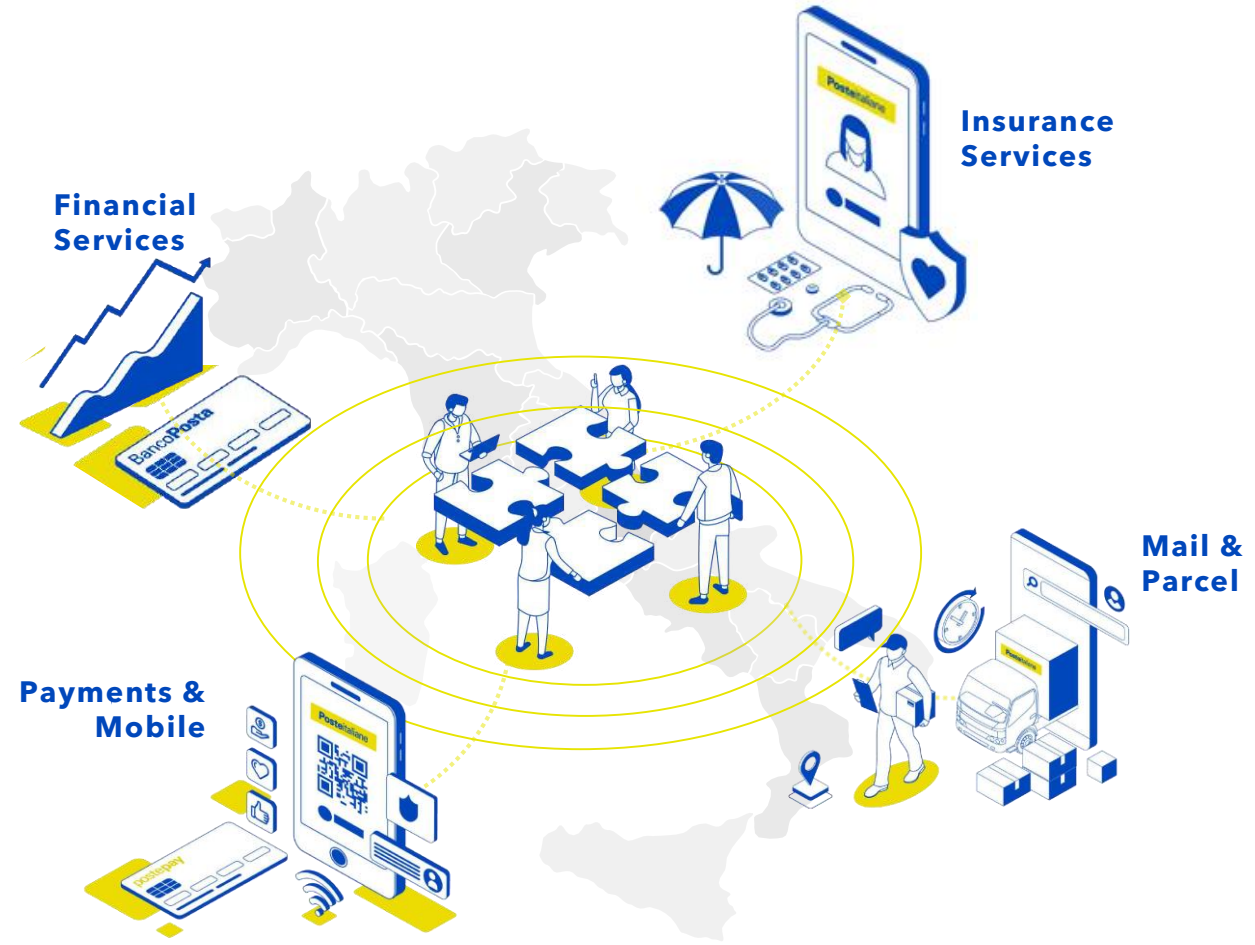 Insurance
Services
Posteitaliane
Financial
Services
BancoPosta
Mail &
Parcel
Posteitaliane
Payments &
Mobile
Posteitaliane
postepay